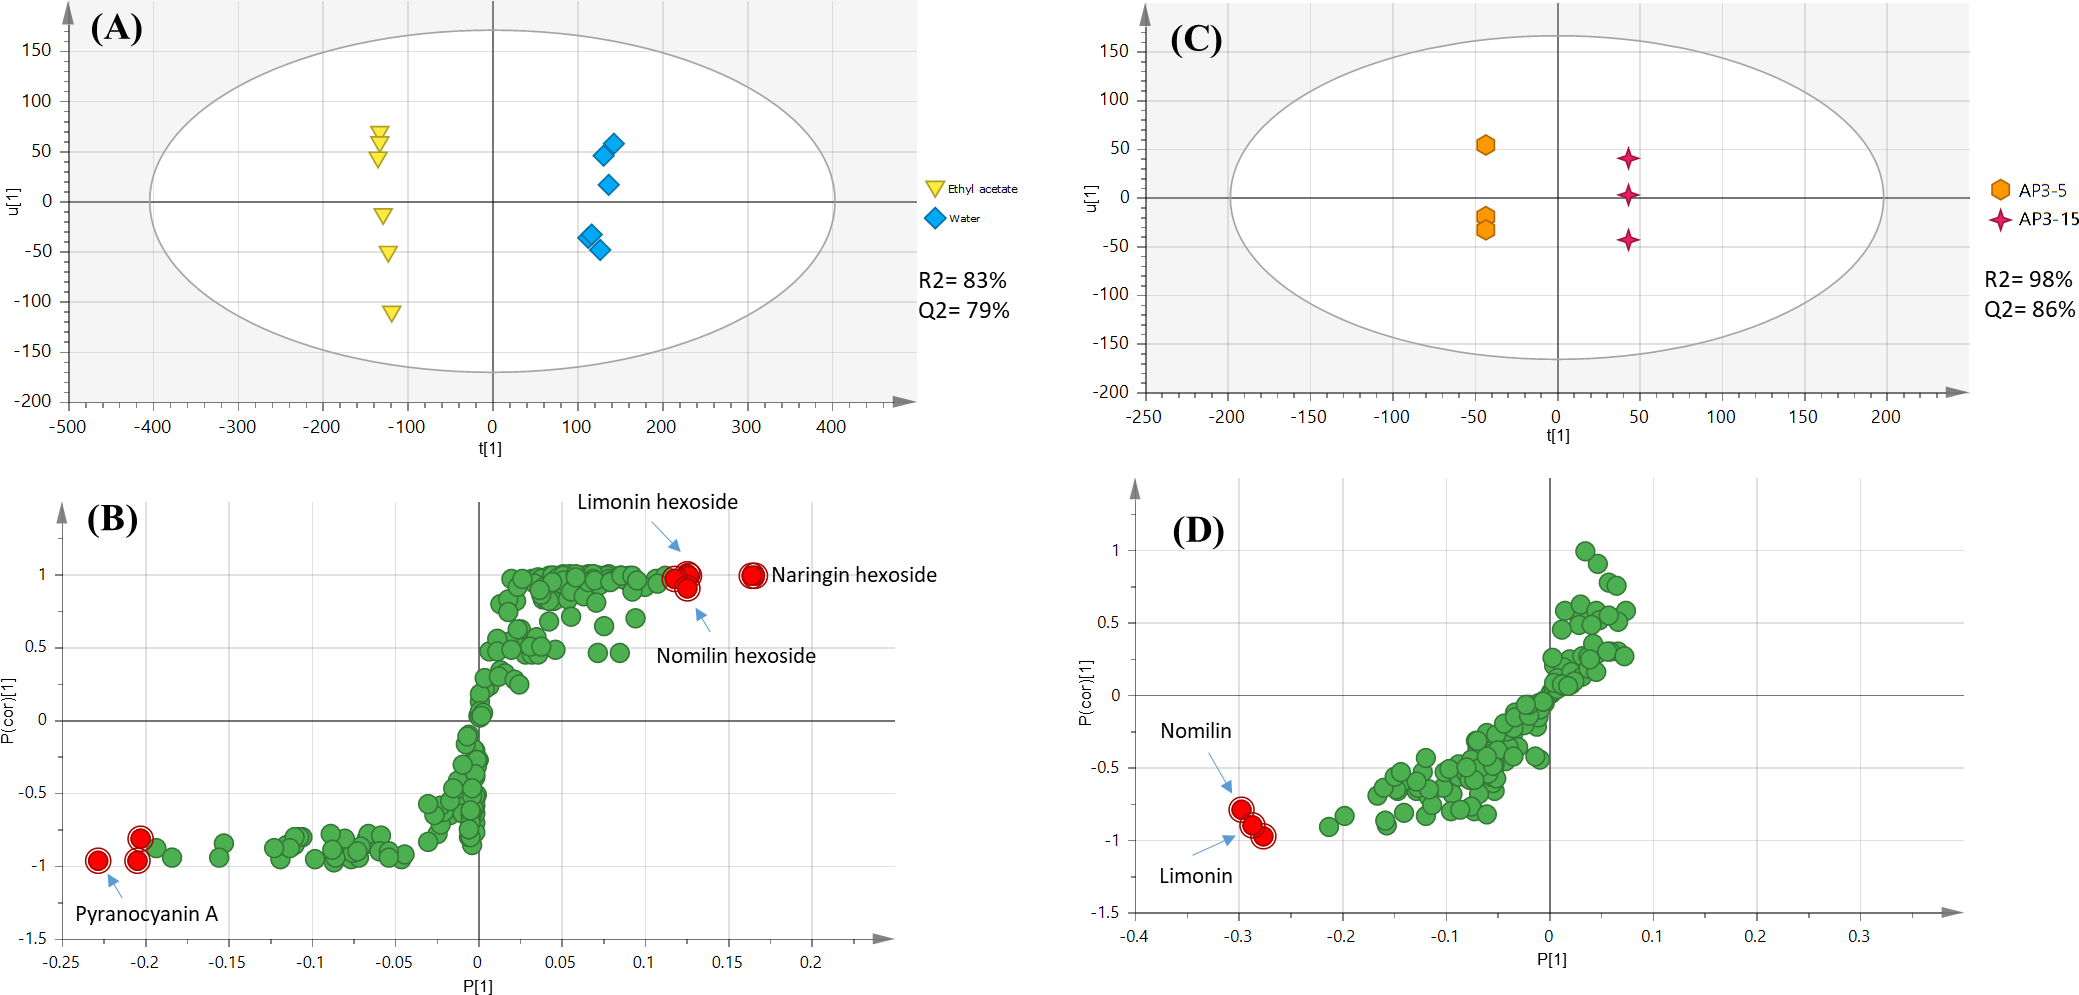 (A)
150
100
50
0
-50
-100
-150
-200
u[1]
-500 -400 -300 -200 -100 0 100 200 300 400
t[1]
Ethyl acetate
Water
R2= 83%
Q2= 79%
(C)
150
100
50
0
-50
-100
-150
-200
u[1]
-250 -200 -150 -100 -50 0 50 100 150 200
t[1]
AP3-5
AP3-15
R2= 98%
Q2= 86%
(B)
Limonin hexoside
Naringin hexoside
Nomilin hexoside
Pyranocyanin A
1
0.5
0
-0.5
-1
-1.5
P(cor)[1]
-0.25 -0.2 -0.15 -0.1 -0.05 0 0.05 0.1 0.15 0.2
P[1]
(D)
Nomilin
Limonin
1
0.5
0
-0.5
-1
-1.5
P(cor)[1]
-0.4 -0.3 -0.2 -0.1 0 0.1 0.2 0.3
P[1]